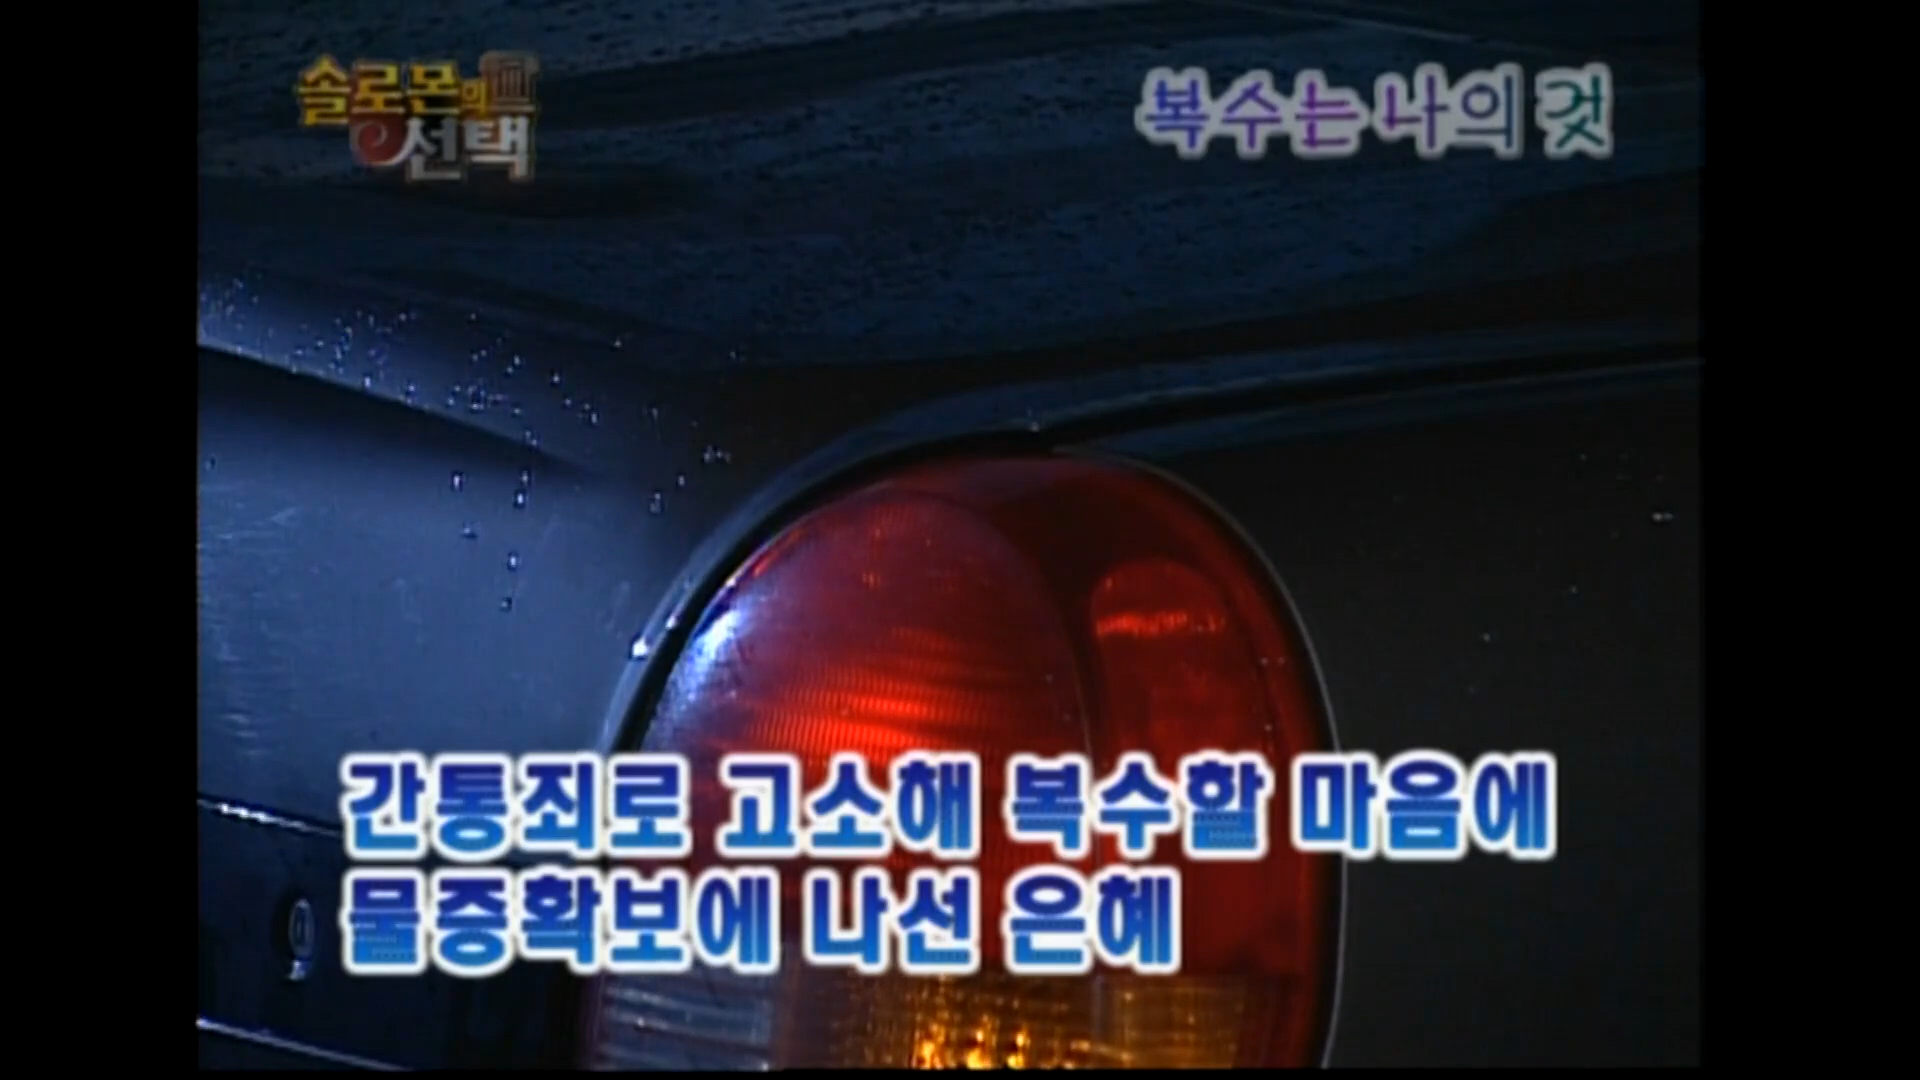 솔로몬의
선택
복수는 나의 것
간통죄로 고소해 복수할 마음에
물증확보에 나선 은혜